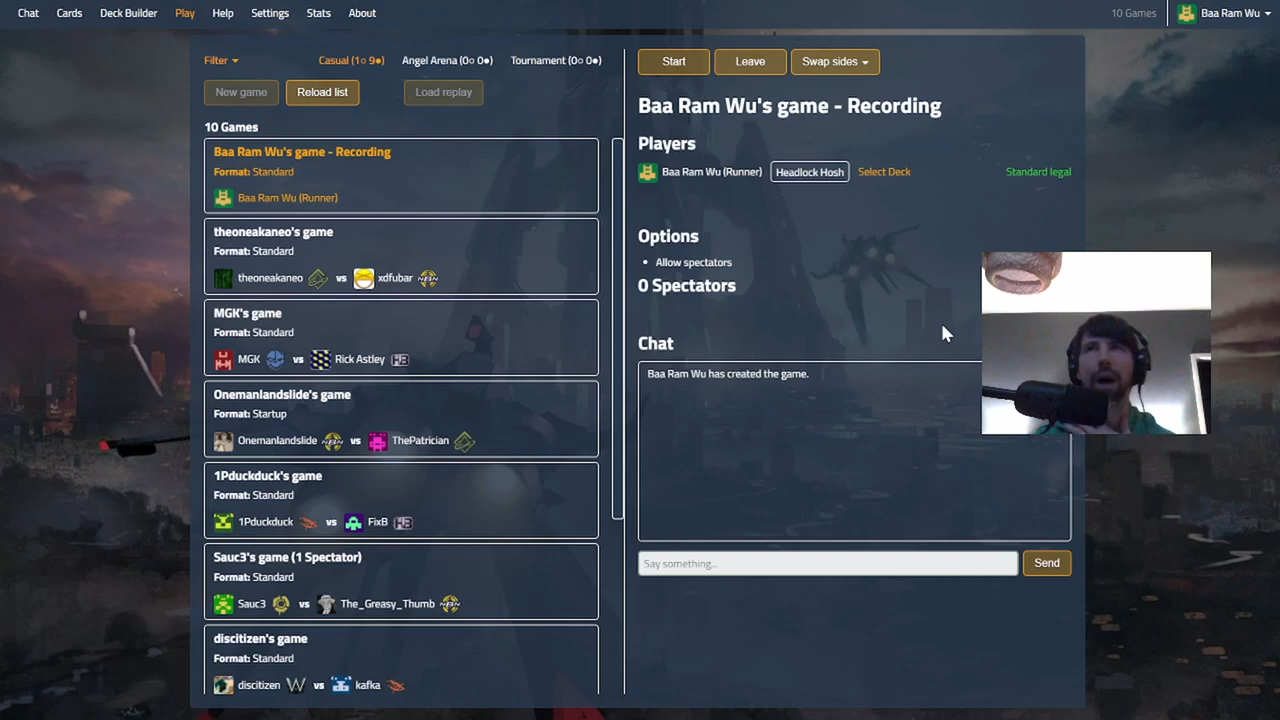 Chat Cards Deck Builder Play Help Settings Stats About 10 Games Baa Ram Wu
Filter Casual (1○ 9●) Angel Arena (0○ 0●) Tournament (0○ 0●)
New game Reload list Load replay
10 Games
Baa Ram Wu's game - Recording
Format: Standard
Baa Ram Wu (Runner)
theoneakaneo's game
Format: Standard
theoneakaneo vs xdfubar
MGK's game
Format: Standard
MGK vs Rick Astley
Onemanlandslide's game
Format: Startup
Onemanlandslide vs ThePatrician
1Pduckduck's game
Format: Standard
1Pduckduck vs FixB
Sauc3's game (1 Spectator)
Format: Standard
Sauc3 vs The_Greasy_Thumb
discitizen's game
Format: Standard
discitizen vs kafka
Start Leave Swap sides
Baa Ram Wu's game - Recording
Players
Baa Ram Wu (Runner) Headlock Hosh Select Deck Standard legal
Options
• Allow spectators
0 Spectators
Chat
Baa Ram Wu has created the game.
Say something... Send